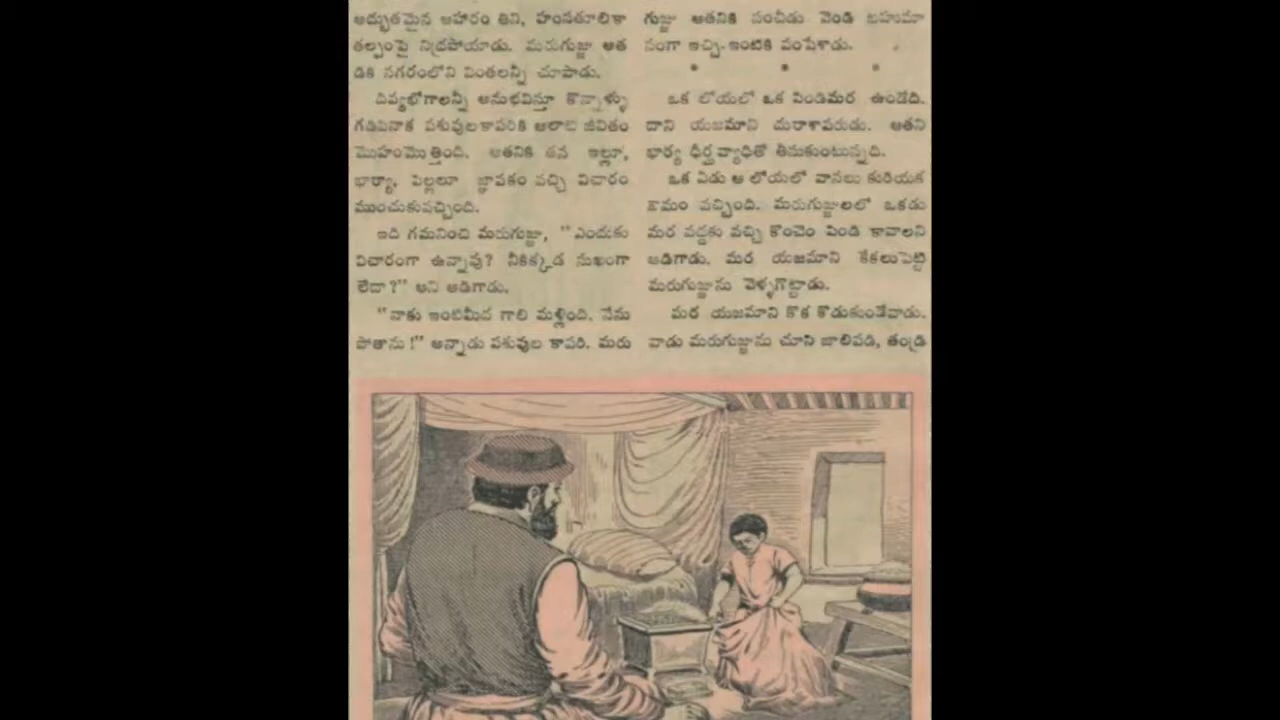 అద్భుతమైన ఆహారం తిని, హంసతూలికా
తల్పంపై నిద్రపోయాడు. మరుగుజ్జు అత
డికి నగరంలోని వింతలన్నీ చూపాడు.
దివ్యభోగాలన్నీ అనుభవిస్తూ కొన్నాళ్ళు
గడిపినాక పశువులకాపరికి అలాటి జీవితం
మొహంమొత్తింది. అతనికి తన ఇల్లూ,
భార్యా, పిల్లలూ జ్ఞాపకం వచ్చి విచారం
ముంచుకువచ్చింది.
ఇది గమనించి మరుగుజ్జు, "ఎందుకు
విచారంగా ఉన్నావు? నీకిక్కడ సుఖంగా
లేదా?" అని అడిగాడు.
"నాకు ఇంటిమీద గాలి మళ్లింది. నేను
పోతాను!" అన్నాడు పశువుల కాపరి. మరు
గుజ్జు అతనికి పంచీడు వెండి బహుమా
నంగా ఇచ్చి ఇంటికి పంపేశాడు.
* * *
ఒక లోయలో ఒక పిండిమర ఉండేది.
దాని యజమాని దురాశాపరుడు. అతని
భార్య దీర్ఘవ్యాధితో తీసుకుంటున్నది.
ఒక ఏడు ఆ లోయలో వానలు కురియక
కామం వచ్చింది. మరుగుజ్జులలో ఒకడు
మర వద్దకు వచ్చి కొంచెం పిండి కావాలని
అడిగాడు. మర యజమాని కేకలుపెట్టి
మరుగుజ్జును వెళ్ళగొట్టాడు.
మర యజమాని కొక కొడుకుండేవాడు.
వాడు మరుగుజ్జును చూసి జాలిపడి, తండ్రి